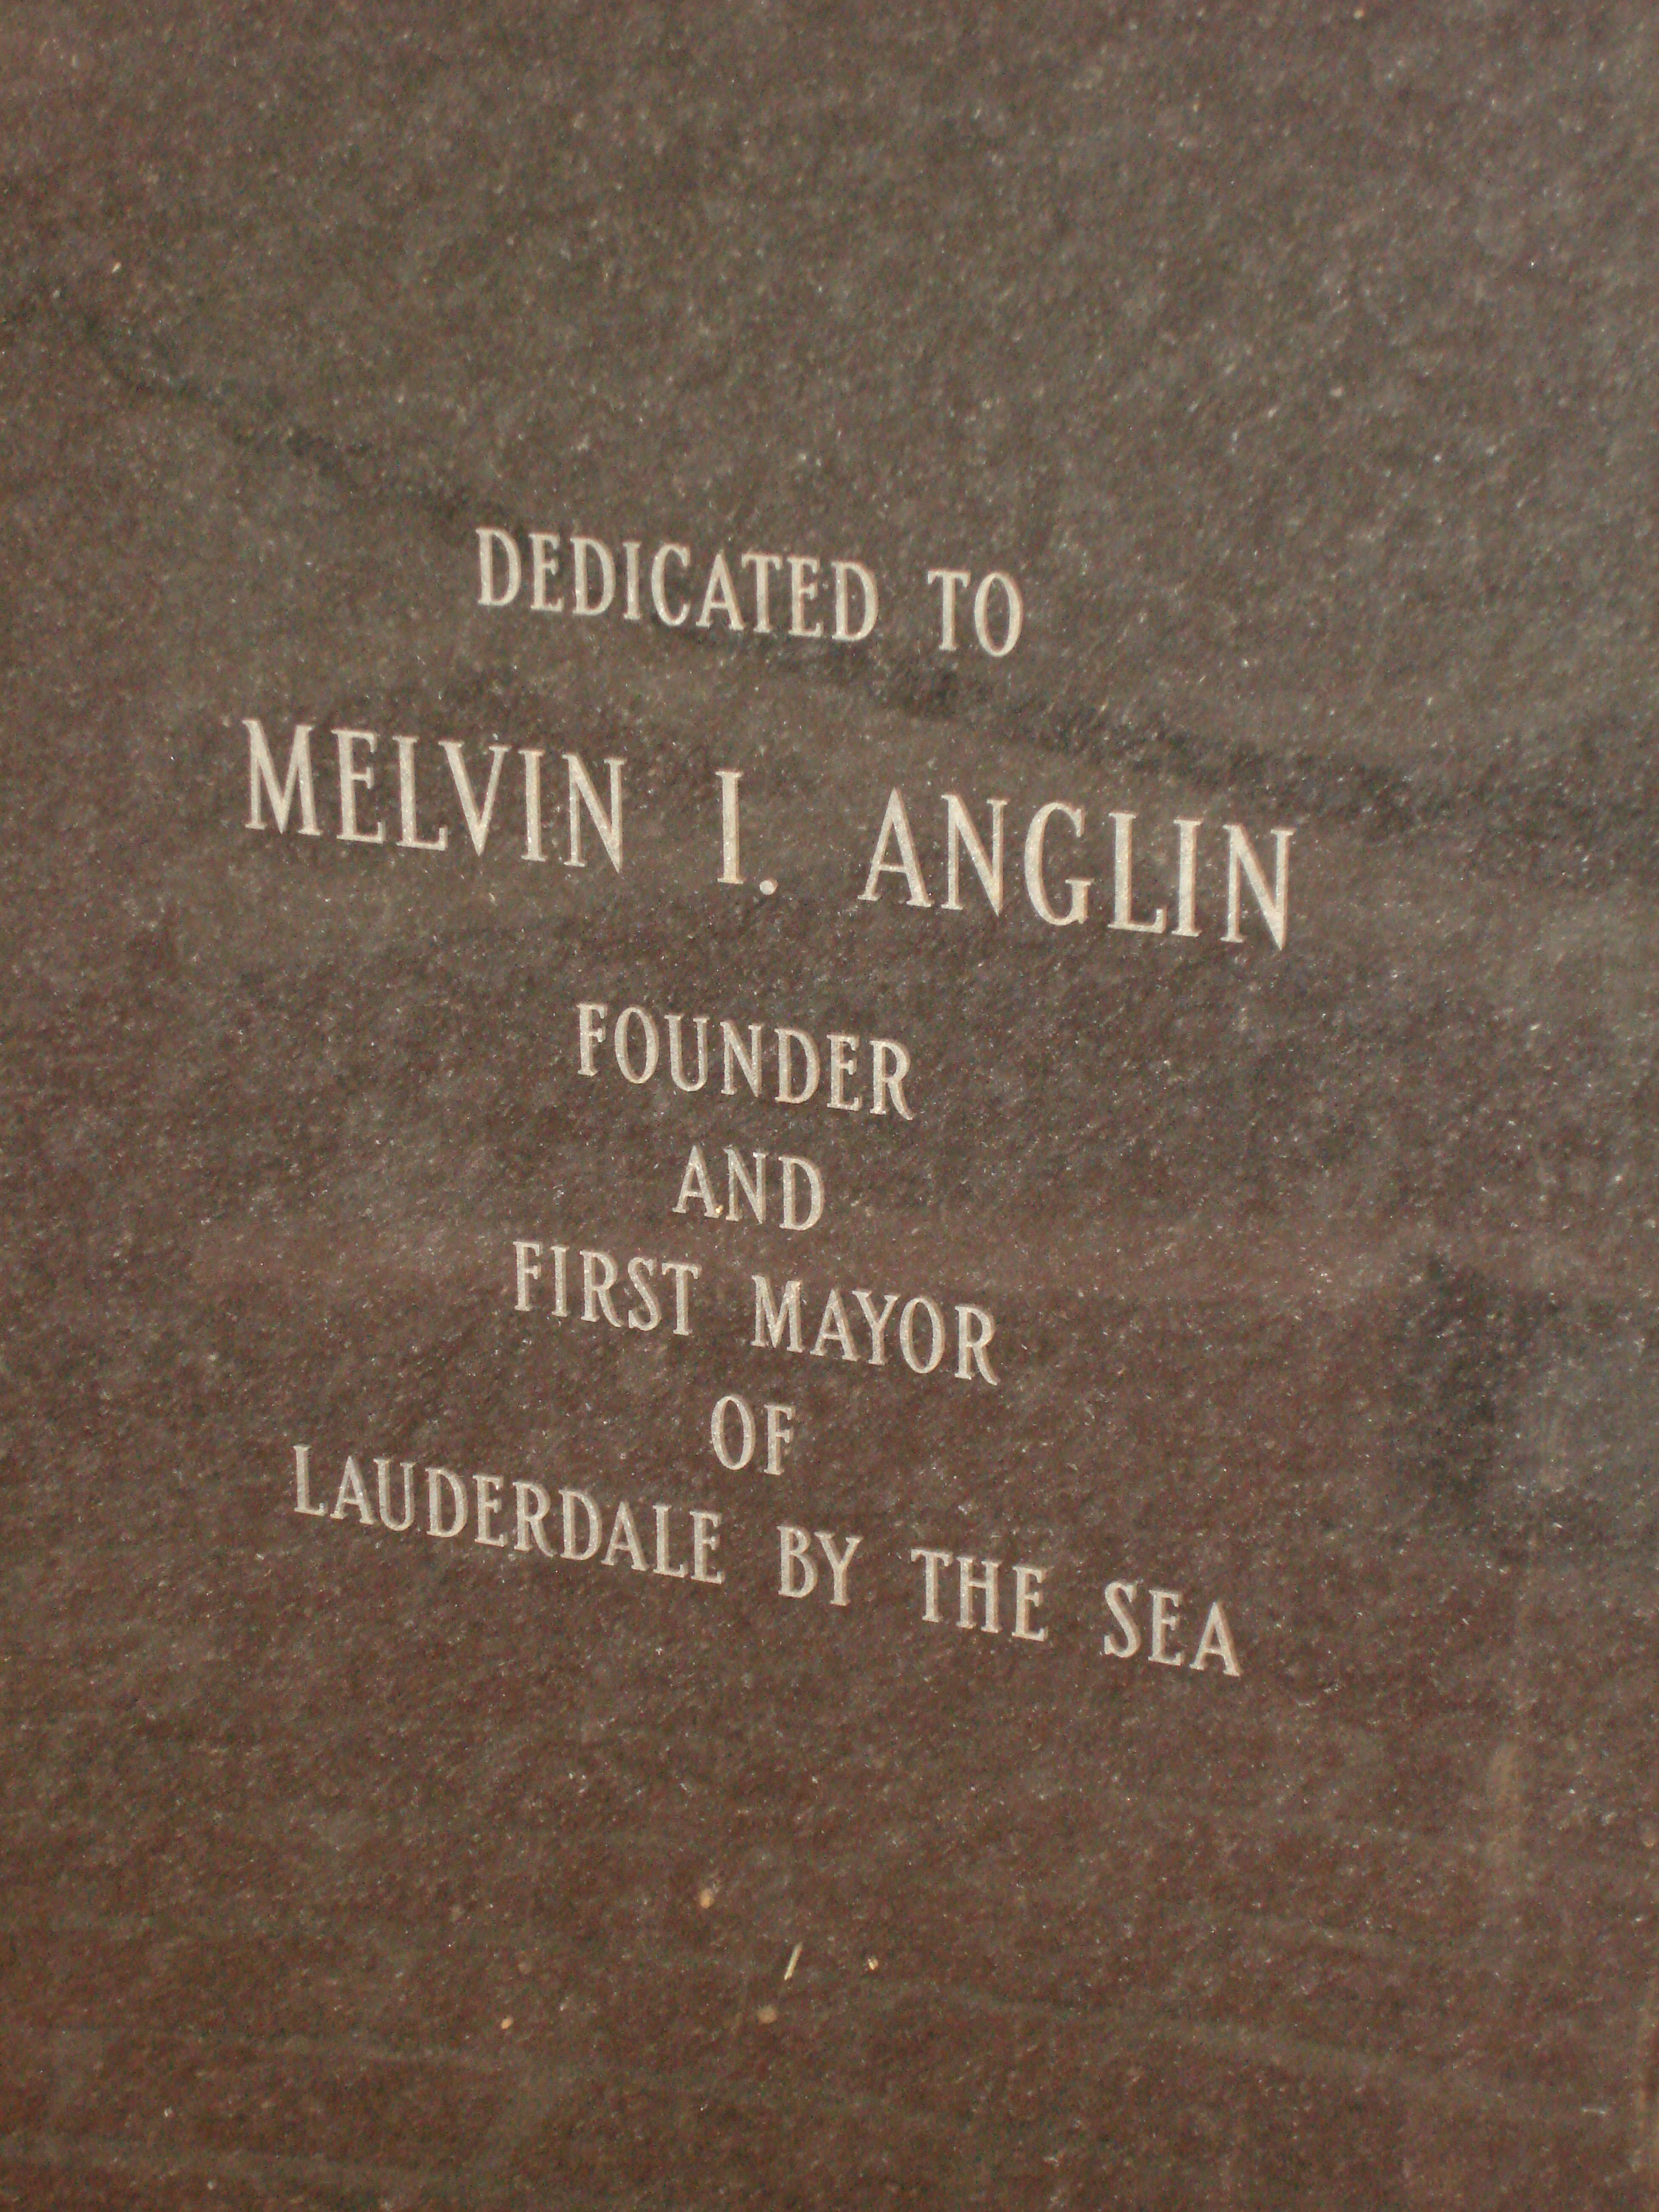 DEDICATED TO
MELVIN I. ANGLIN
FOUNDER
AND
FIRST MAYOR
OF
LAUDERDALE BY THE SEA